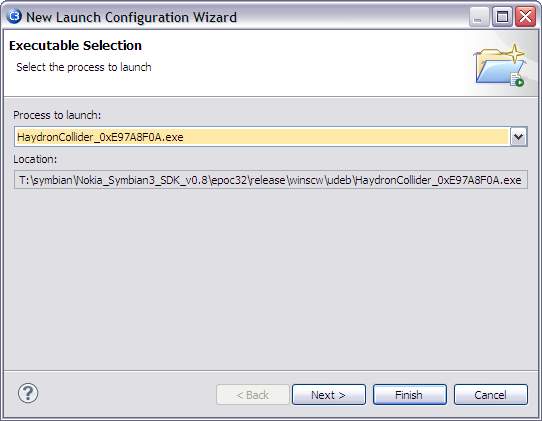 New Launch Configuration Wizard
Executable Selection
Select the process to launch
Process to launch:
HaydronCollider_0xE97A8F0A.exe
Location:
T:\symbian\Nokia_Symbian3_SDK_v0.8\epoc32\release\winscw\udeb\HaydronCollider_0xE97A8F0A.exe
? < Back Next > Finish Cancel